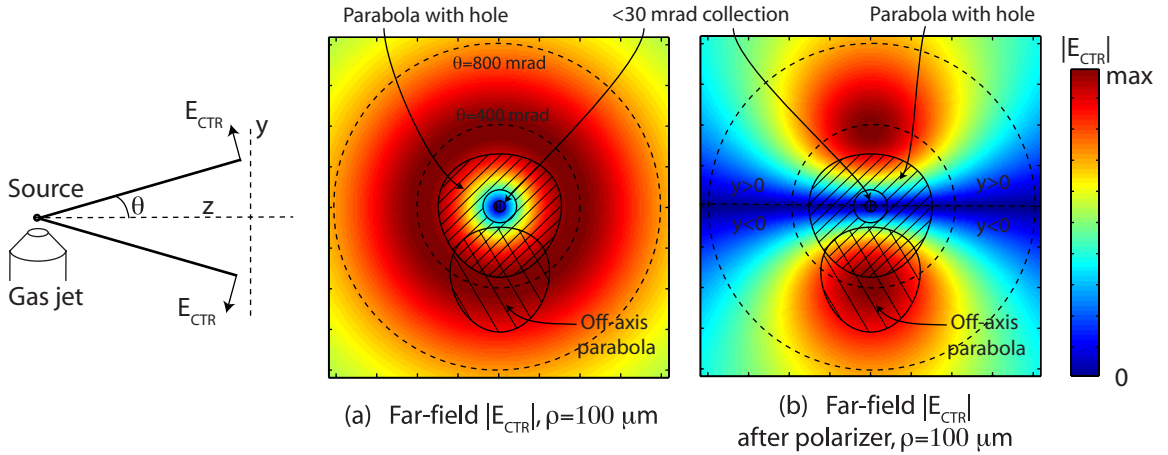 Parabola with hole
<30 mrad collection
Parabola with hole
|E_CTR|
max
0
E_CTR
y
Source
θ
z
Gas jet
E_CTR
θ=800 mrad
θ=400 mrad
Off-axis
parabola
y>0
y>0
y<0
y<0
Off-axis
parabola
(a) Far-field |E_CTR|, ρ=100 μm
(b) Far-field |E_CTR|
after polarizer, ρ=100 μm